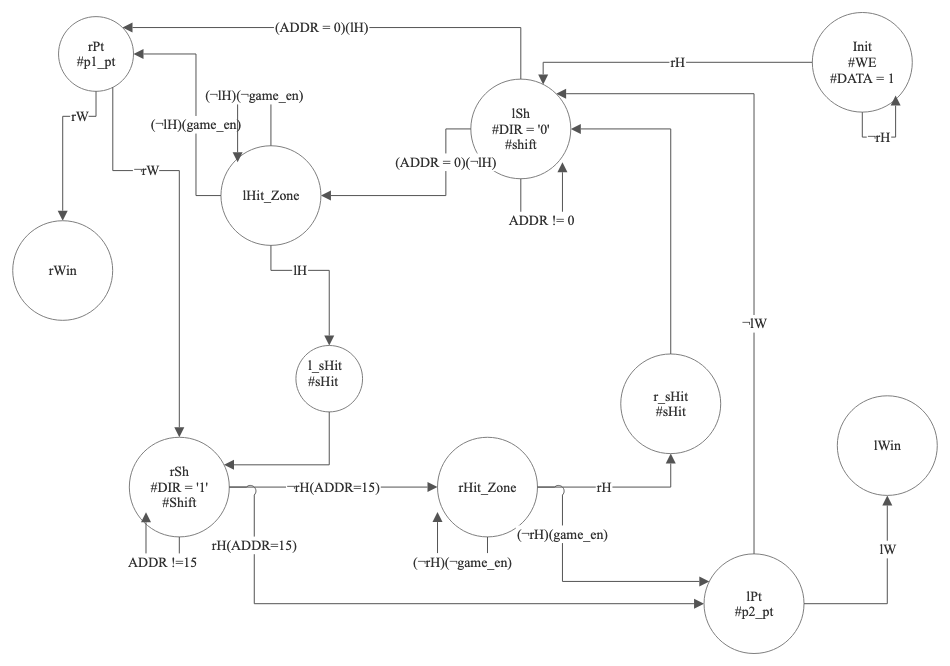 (ADDR = 0)(lH)
rPt
#p1_pt
Init
#WE
#DATA = 1
rH
(¬lH)(¬game_en)
lSh
#DIR = '0'
#shift
rW
(¬lH)(game_en)
¬rH
(ADDR = 0)(¬lH)
¬rW
lHit_Zone
ADDR != 0
rWin
lH
¬lW
l_sHit
#sHit
r_sHit
#sHit
lWin
rSh
#DIR = '1'
#Shift
¬rH(ADDR=15)
rHit_Zone
rH
(¬rH)(game_en)
rH(ADDR=15)
lW
ADDR !=15
(¬rH)(¬game_en)
lPt
#p2_pt